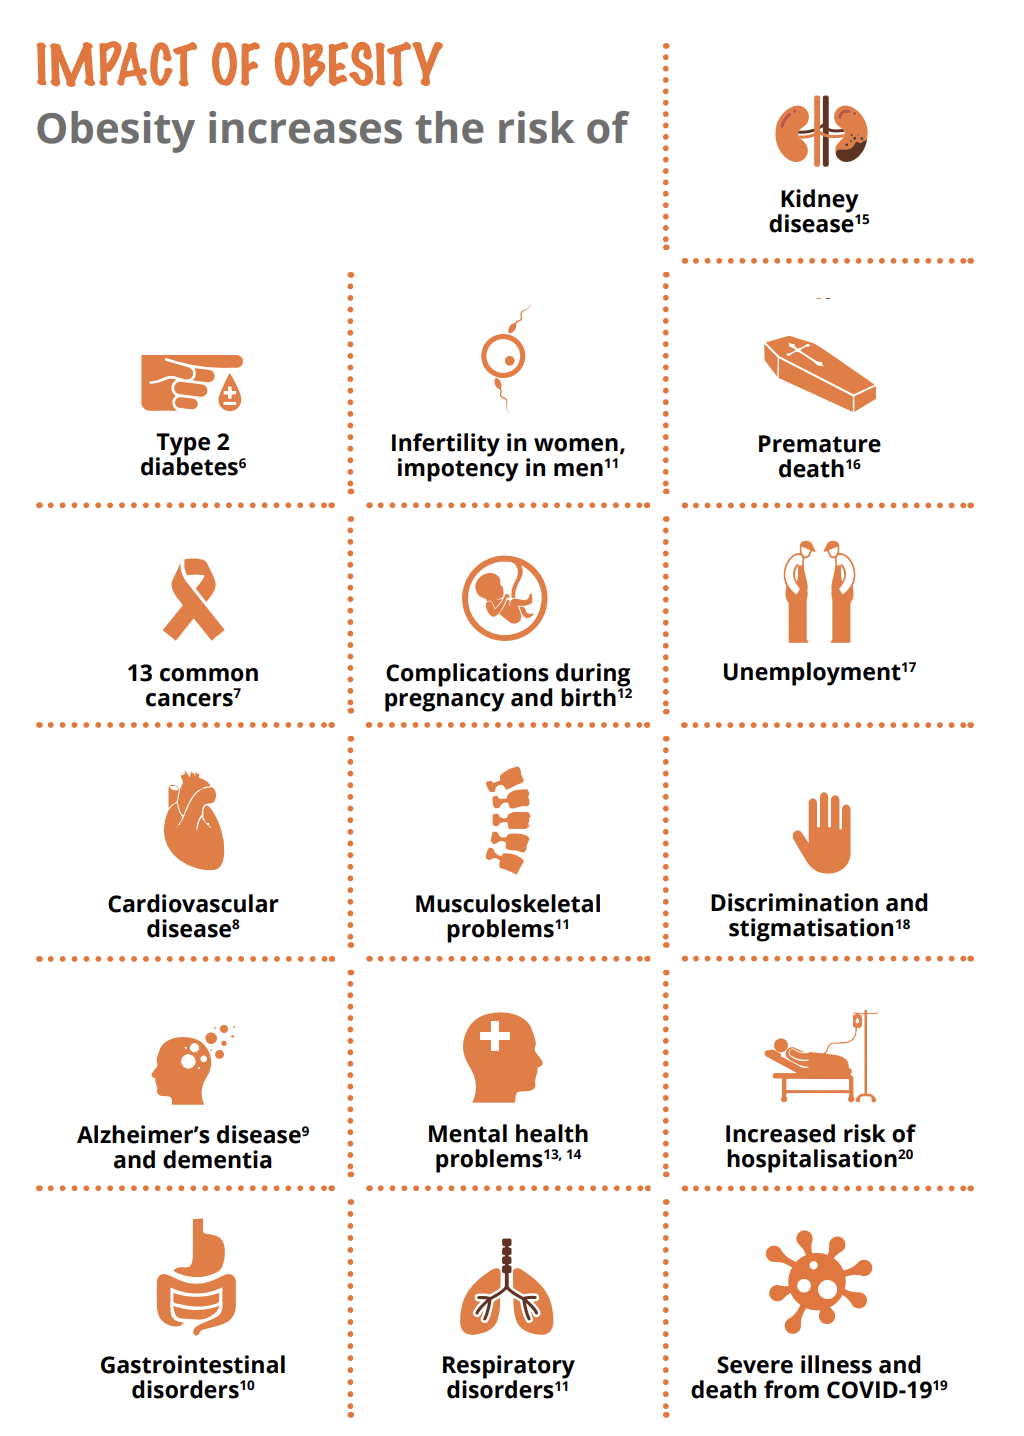 IMPACT OF OBESITY
Obesity increases the risk of
Kidney
disease15
Type 2
diabetes6
Infertility in women,
impotency in men11
Premature
death16
13 common
cancers7
Complications during
pregnancy and birth12
Unemployment17
Cardiovascular
disease8
Musculoskeletal
problems11
Discrimination and
stigmatisation18
Alzheimer’s disease9
and dementia
Mental health
problems13, 14
Increased risk of
hospitalisation20
Gastrointestinal
disorders10
Respiratory
disorders11
Severe illness and
death from COVID-1919